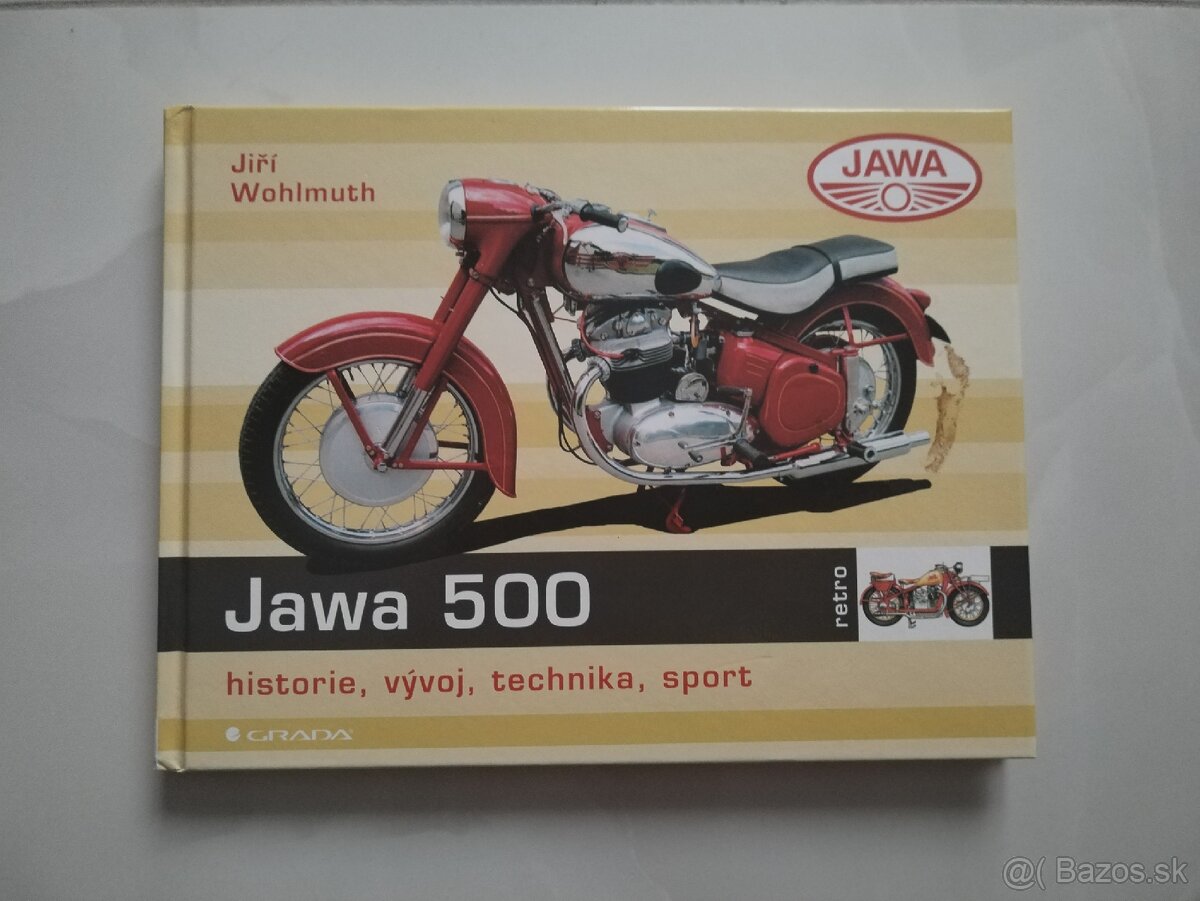 Jiří
Wohlmuth
JAWA
Jawa 500
retro
historie, vývoj, technika, sport
GRADA
@( Bazos.sk